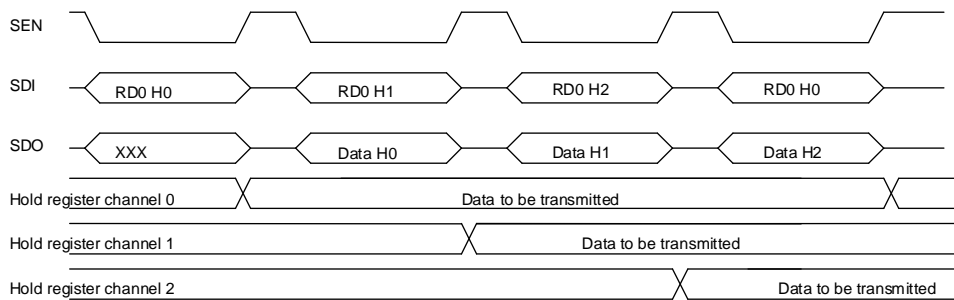 SEN
SDI RD0 H0 RD0 H1 RD0 H2 RD0 H0
SDO XXX Data H0 Data H1 Data H2
Hold register channel 0 Data to be transmitted
Hold register channel 1 Data to be transmitted
Hold register channel 2 Data to be transmitted